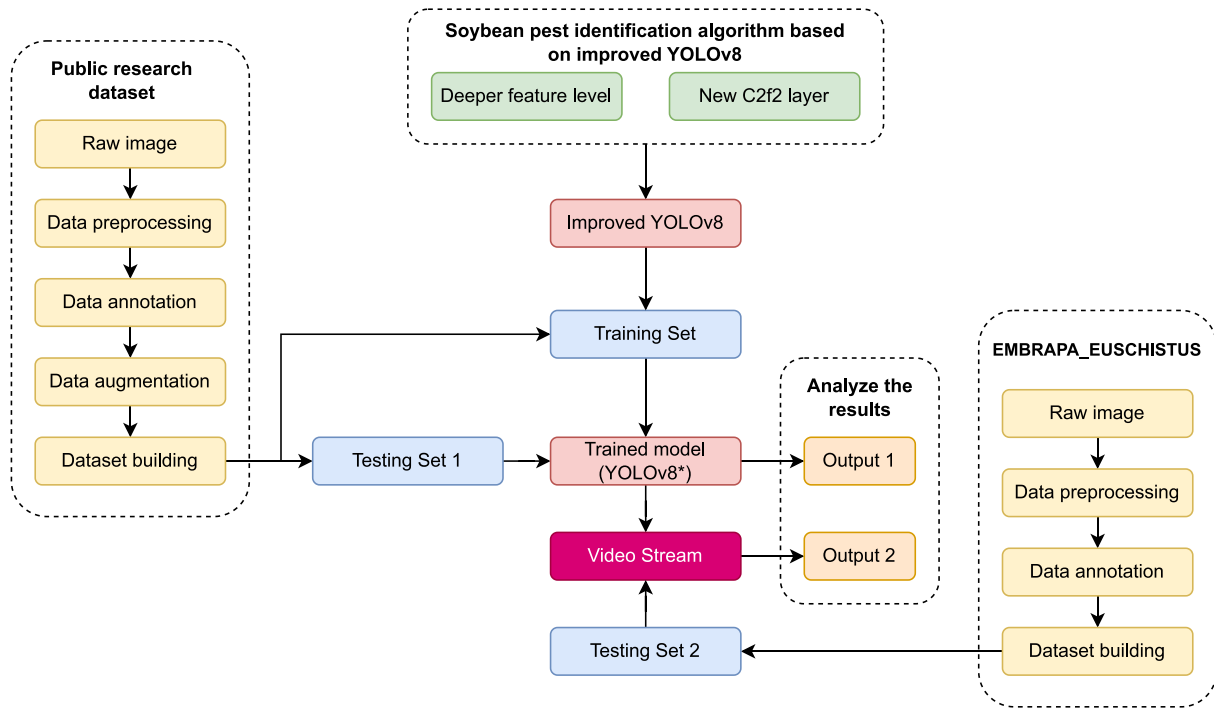 Soybean pest identification algorithm based
on improved YOLOv8
Deeper feature level
New C2f2 layer
Public research
dataset
Raw image
Data preprocessing
Data annotation
Data augmentation
Dataset building
Improved YOLOv8
Training Set
Testing Set 1
Trained model
(YOLOv8*)
Video Stream
Testing Set 2
Analyze the
results
Output 1
Output 2
EMBRAPA_EUSCHISTUS
Raw image
Data preprocessing
Data annotation
Dataset building